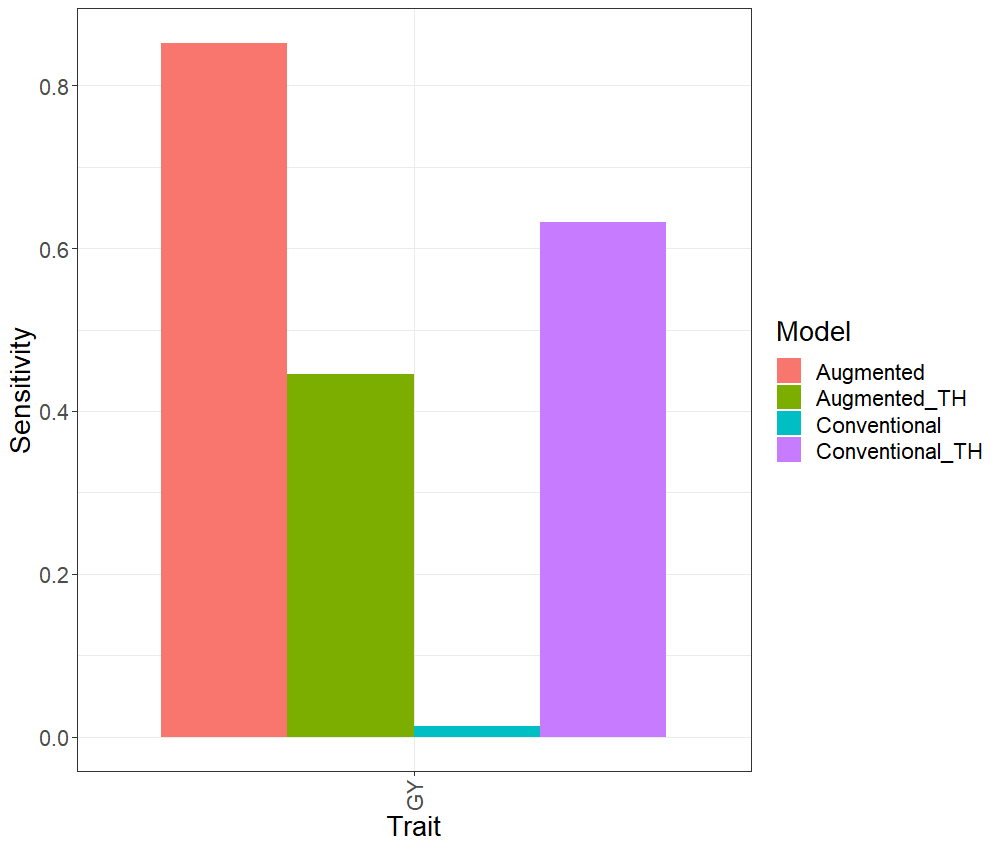 Sensitivity
0.8
0.6
0.4
0.2
0.0
GY
Trait
Model
Augmented
Augmented_TH
Conventional
Conventional_TH